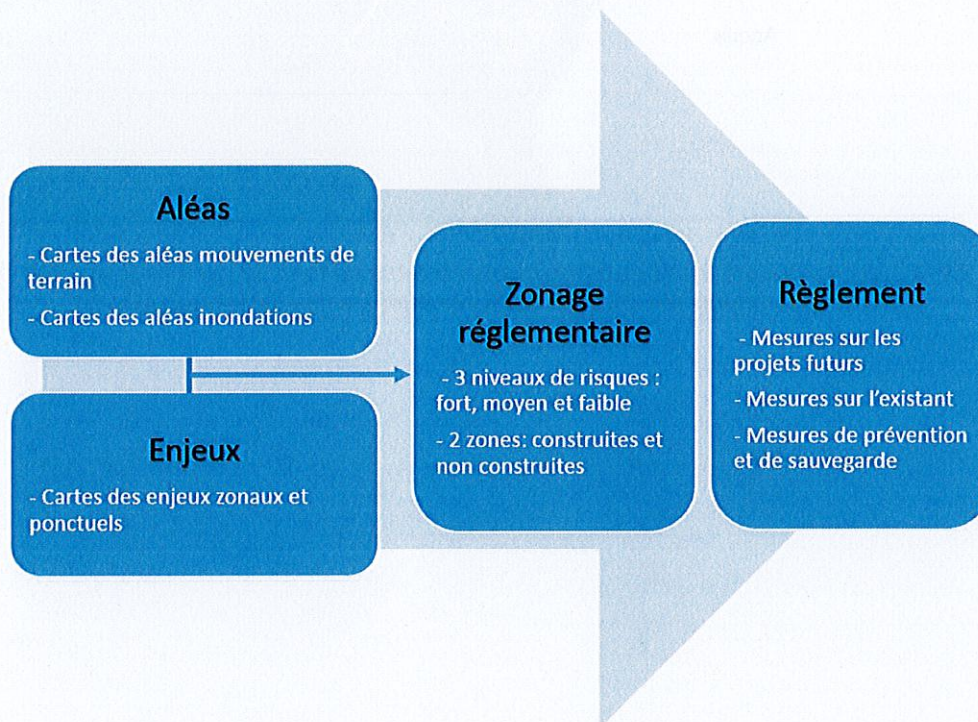 Aléas
- Cartes des aléas mouvements de
terrain
- Cartes des aléas inondations
Enjeux
- Cartes des enjeux zonaux et
ponctuels
Zonage
réglementaire
- 3 niveaux de risques :
fort, moyen et faible
- 2 zones: construites et
non construites
Règlement
- Mesures sur les
projets futurs
- Mesures sur l'existant
- Mesures de prévention
et de sauvegarde